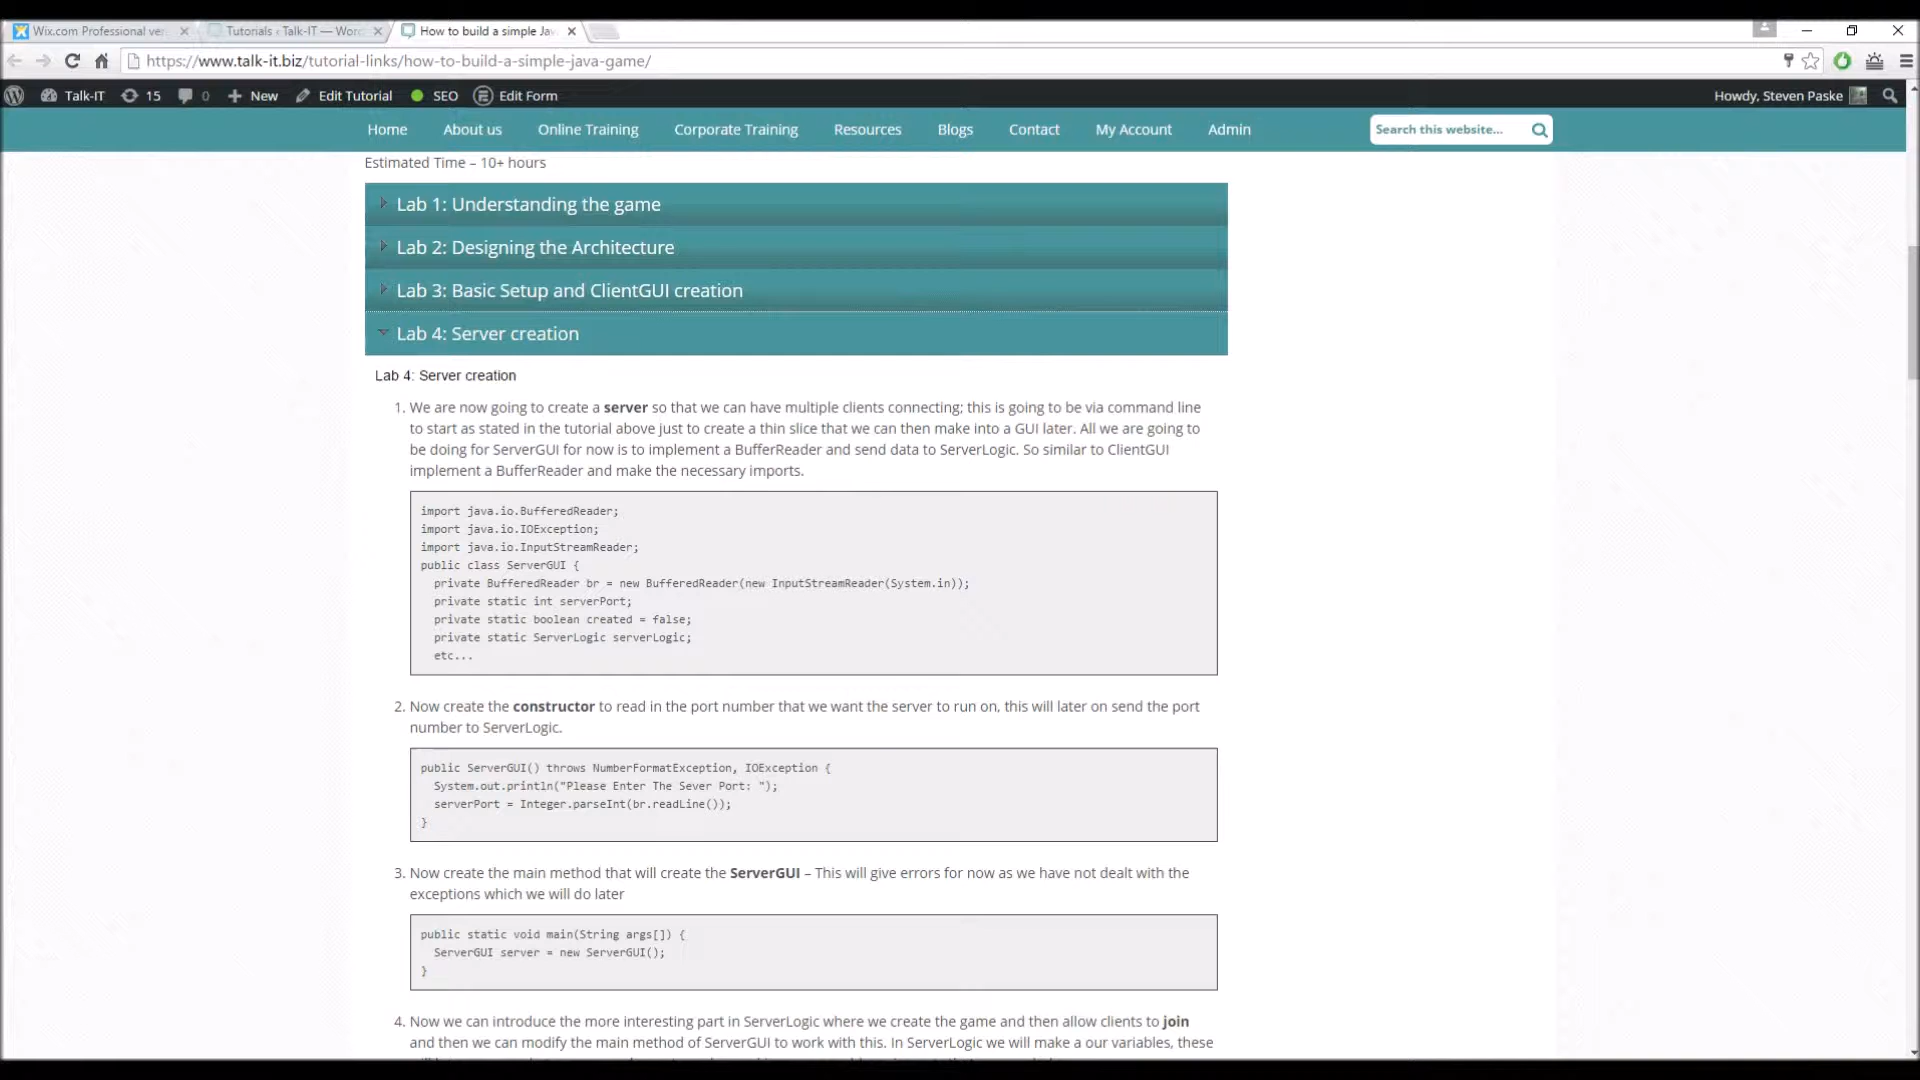 Wix.com Professional ver
Tutorials ‹ Talk-IT — Word
How to build a simple Jav
https://www.talk-it.biz/tutorial-links/how-to-build-a-simple-java-game/
Talk-IT 15 0 New Edit Tutorial SEO Edit Form Howdy, Steven Paske
Home About us Online Training Corporate Training Resources Blogs Contact My Account Admin Search this website...
Estimated Time – 10+ hours
Lab 1: Understanding the game
Lab 2: Designing the Architecture
Lab 3: Basic Setup and ClientGUI creation
Lab 4: Server creation
Lab 4: Server creation
1. We are now going to create a server so that we can have multiple clients connecting; this is going to be via command line
to start as stated in the tutorial above just to create a thin slice that we can then make into a GUI later. All we are going to
be doing for ServerGUI for now is to implement a BufferReader and send data to ServerLogic. So similar to ClientGUI
implement a BufferReader and make the necessary imports.
import java.io.BufferedReader;
import java.io.IOException;
import java.io.InputStreamReader;
public class ServerGUI {
private BufferedReader br = new BufferedReader(new InputStreamReader(System.in));
private static int serverPort;
private static boolean created = false;
private static ServerLogic serverLogic;
etc...
2. Now create the constructor to read in the port number that we want the server to run on, this will later on send the port
number to ServerLogic.
public ServerGUI() throws NumberFormatException, IOException {
System.out.println("Please Enter The Sever Port: ");
serverPort = Integer.parseInt(br.readLine());
}
3. Now create the main method that will create the ServerGUI – This will give errors for now as we have not dealt with the
exceptions which we will do later
public static void main(String args[]) {
ServerGUI server = new ServerGUI();
}
4. Now we can introduce the more interesting part in ServerLogic where we create the game and then allow clients to join
and then we can modify the main method of ServerGUI to work with this. In ServerLogic we will make a our variables, these